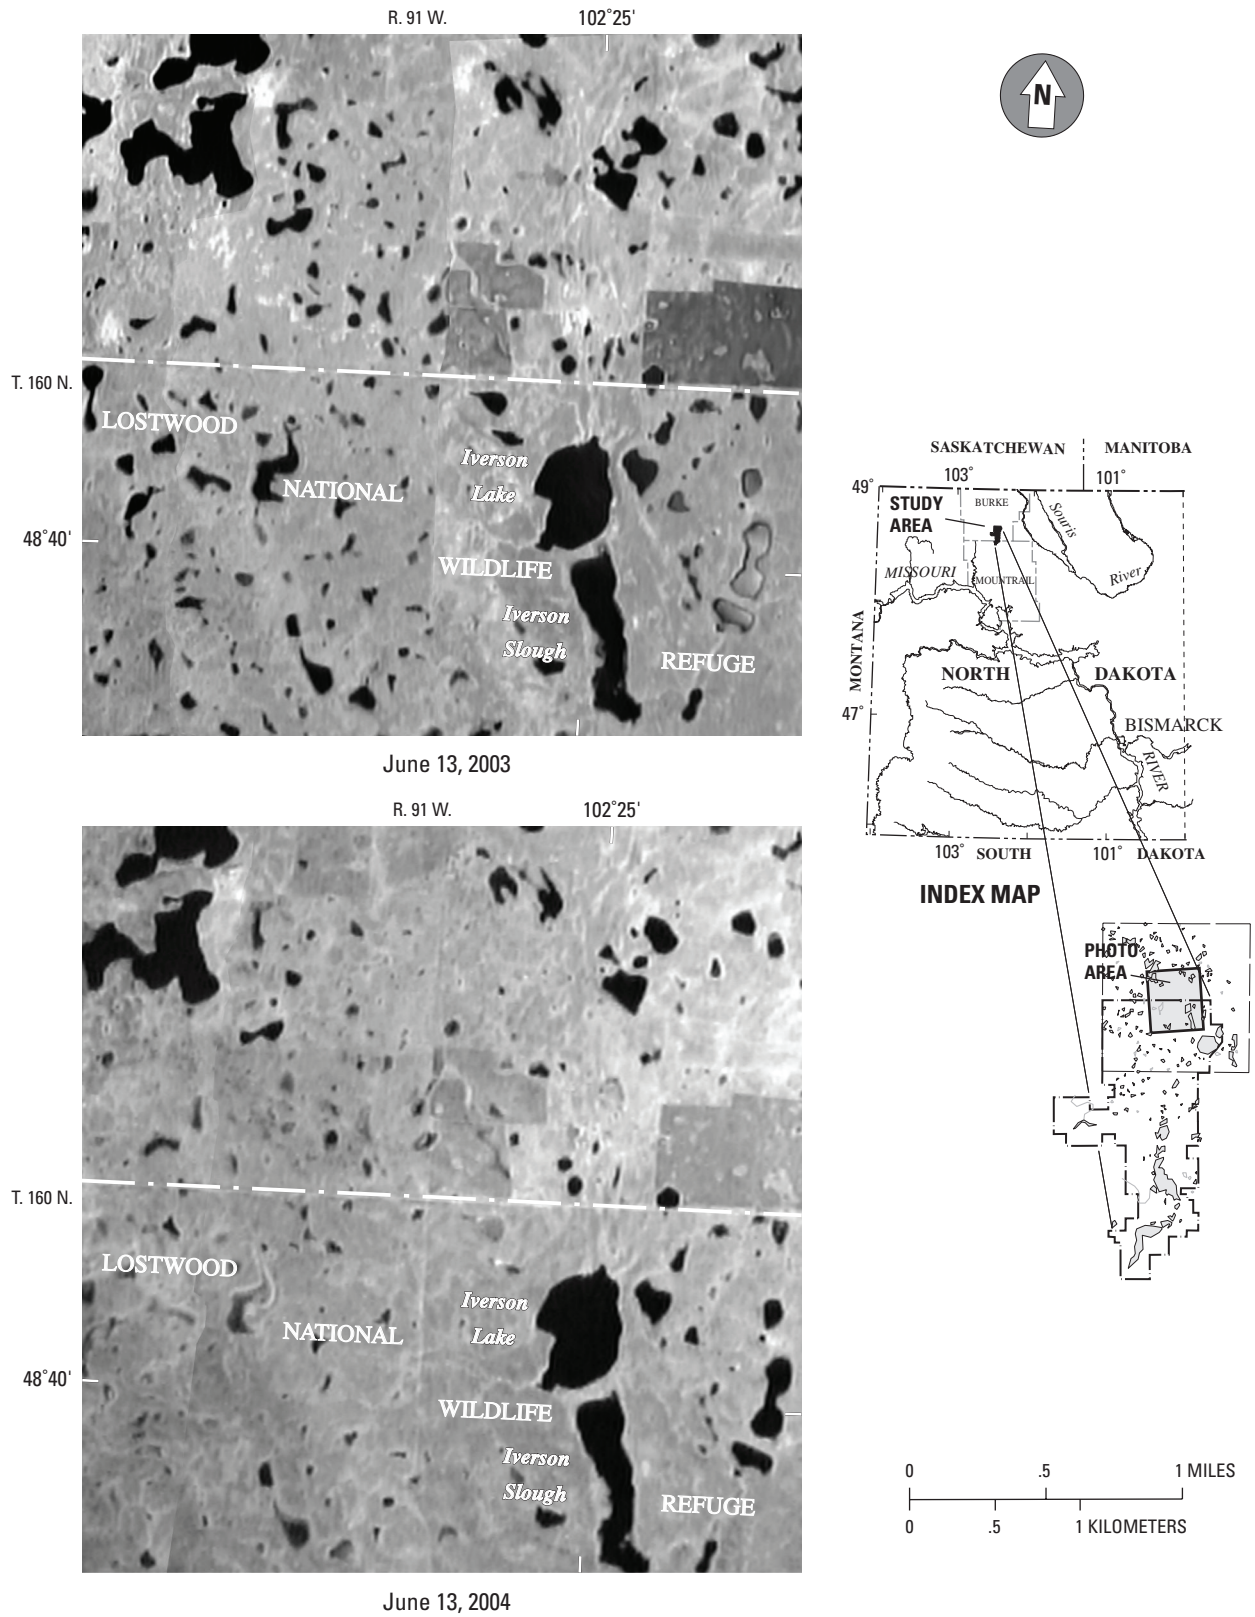 R. 91 W.
102°25'
N
T. 160 N.
LOSTWOOD
Iverson
Lake
NATIONAL
48°40'
WILDLIFE
Iverson
Slough
REFUGE
June 13, 2003
R. 91 W.
102°25'
T. 160 N.
LOSTWOOD
Iverson
Lake
NATIONAL
48°40'
WILDLIFE
Iverson
Slough
REFUGE
June 13, 2004
SASKATCHEWAN
MANITOBA
103°
101°
49°
STUDY
AREA
BURKE
Souris
River
MISSOURI
MOUNTRAIL
MONTANA
NORTH
DAKOTA
47°
BISMARCK
RIVER
103°
SOUTH
101°
DAKOTA
INDEX MAP
PHOTO
AREA
0 .5 1 MILES
0 .5 1 KILOMETERS